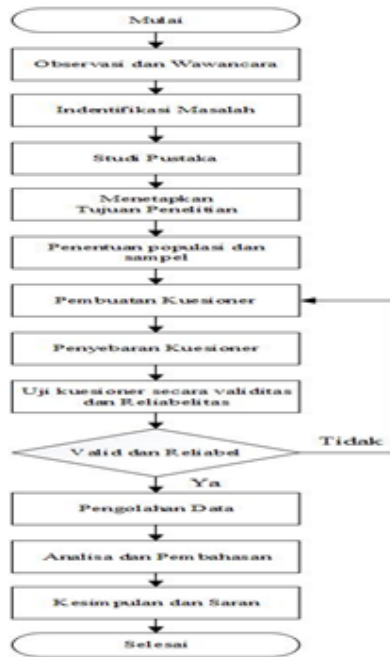 Mulai
Observasi dan Wawancara
Indentifikasi Masalah
Studi Pustaka
Menetapkan
Tujuan Penelitian
Penentuan populasi dan
sampel
Pembuatan Kuesioner
Penyebaran Kuesioner
Uji kuesioner secara validitas
dan Reliabelitas
Valid dan Reliabel
Tidak
Ya
Pengolahan Data
Analisa dan Pembahasan
Kesimpulan dan Saran
Selesai